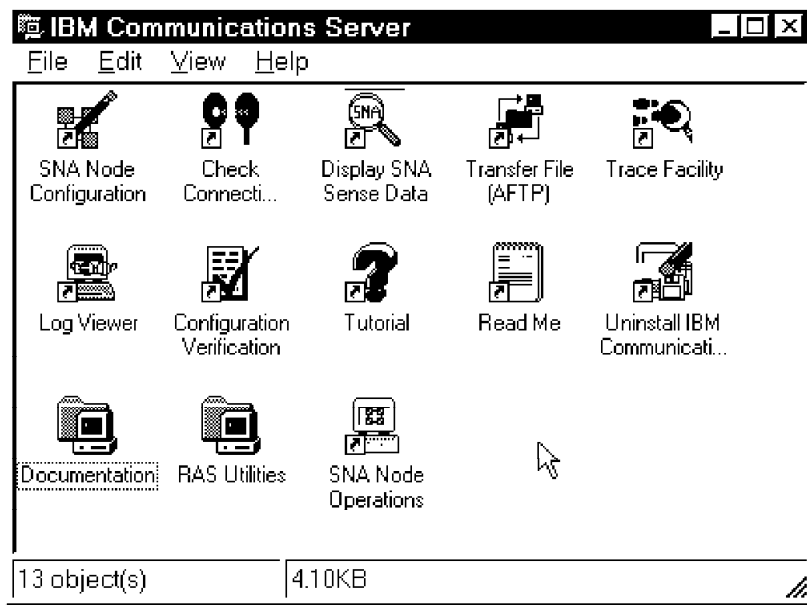 IBM Communications Server
File Edit View Help
SNA Node
Configuration
Check
Connecti...
SNA
Display SNA
Sense Data
Transfer File
(AFTP)
Trace Facility
Log Viewer
Configuration
Verification
Tutorial
Read Me
Uninstall IBM
Communicati...
Documentation
RAS Utilities
SNA Node
Operations
13 object(s)
4.10KB